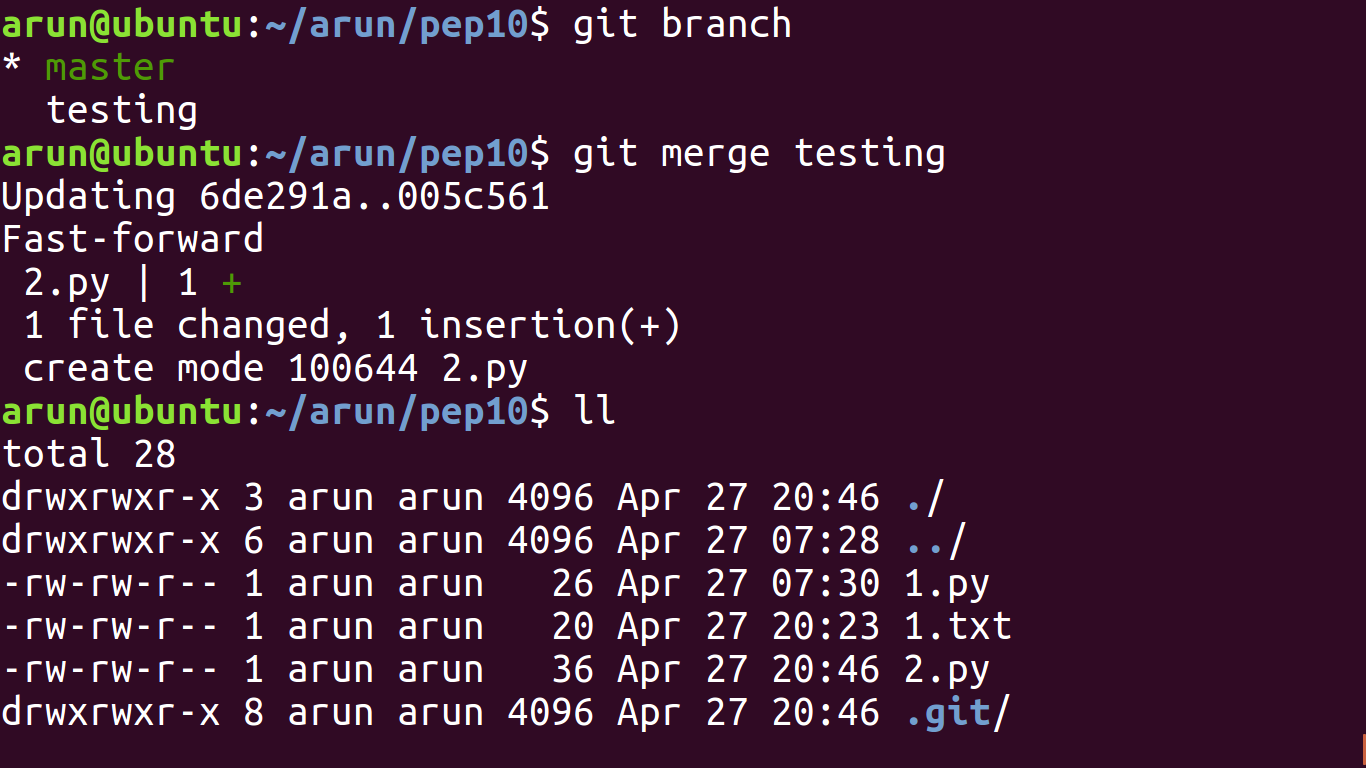 arun@ubuntu:~/arun/pep10$ git branch
* master
  testing
arun@ubuntu:~/arun/pep10$ git merge testing
Updating 6de291a..005c561
Fast-forward
 2.py | 1 +
 1 file changed, 1 insertion(+)
 create mode 100644 2.py
arun@ubuntu:~/arun/pep10$ ll
total 28
drwxrwxr-x 3 arun arun 4096 Apr 27 20:46 ./
drwxrwxr-x 6 arun arun 4096 Apr 27 07:28 ../
-rw-rw-r-- 1 arun arun   26 Apr 27 07:30 1.py
-rw-rw-r-- 1 arun arun   20 Apr 27 20:23 1.txt
-rw-rw-r-- 1 arun arun   36 Apr 27 20:46 2.py
drwxrwxr-x 8 arun arun 4096 Apr 27 20:46 .git/